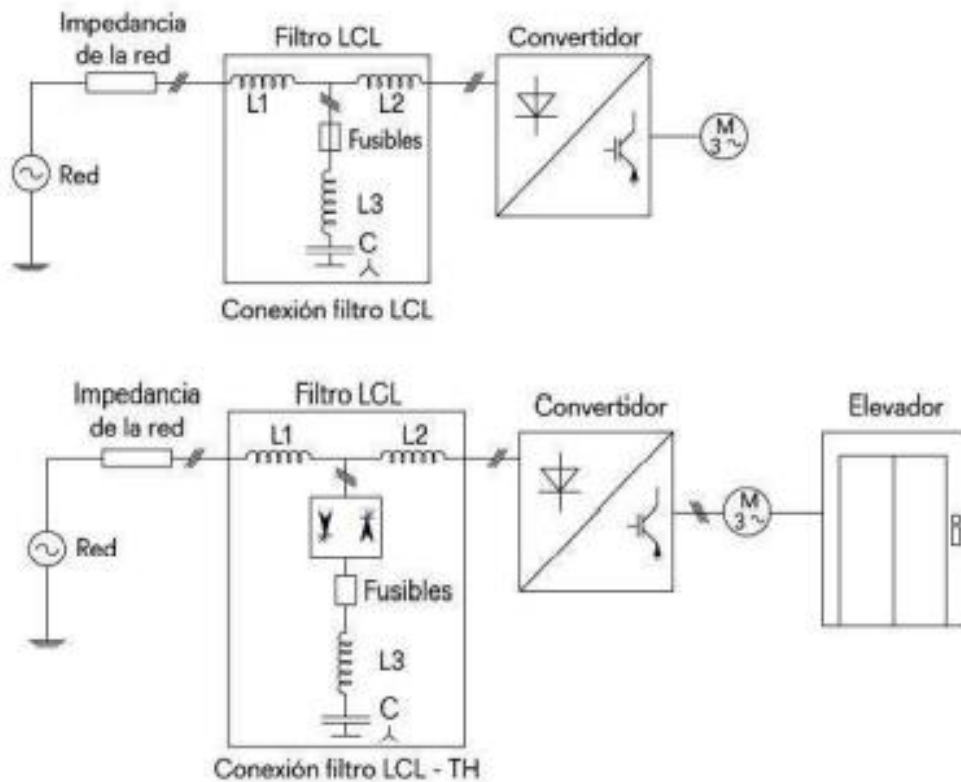 Impedancia
de la red
Filtro LCL
Convertidor
L1
L2
Fusibles
M
3~
Red
L3
C
Conexión filtro LCL
Impedancia
de la red
Filtro LCL
Convertidor
Elevador
L1
L2
M
3~
Red
Fusibles
L3
C
Conexión filtro LCL - TH